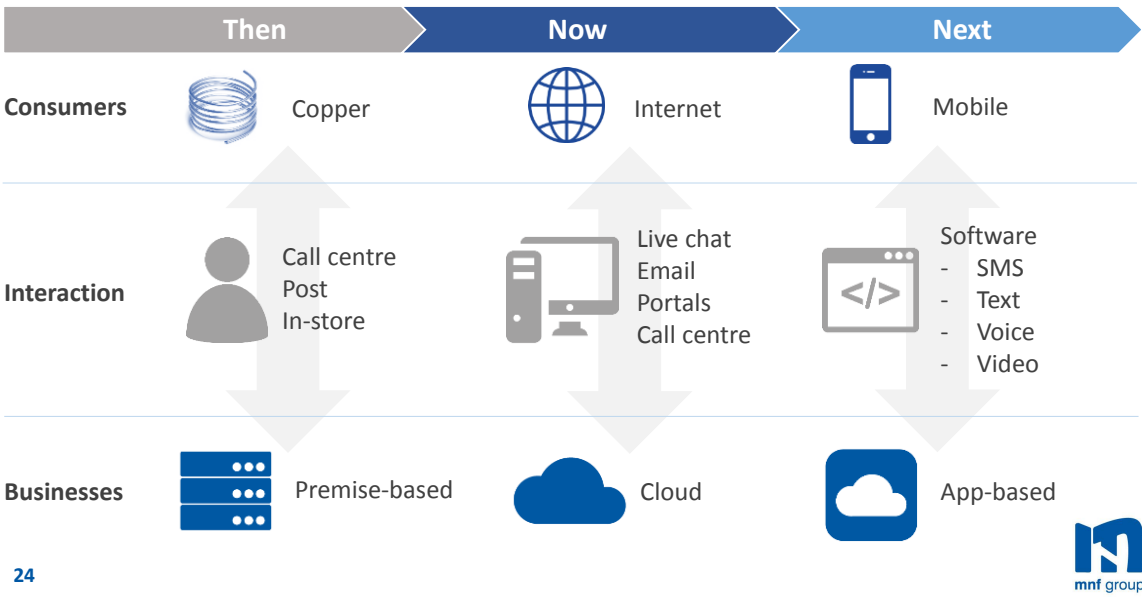 Then Now Next
Consumers Copper Internet Mobile
Interaction
Call centre
Post
In-store
Live chat
Email
Portals
Call centre
</>
Software
- SMS
- Text
- Voice
- Video
Businesses Premise-based Cloud App-based
24
mnf group